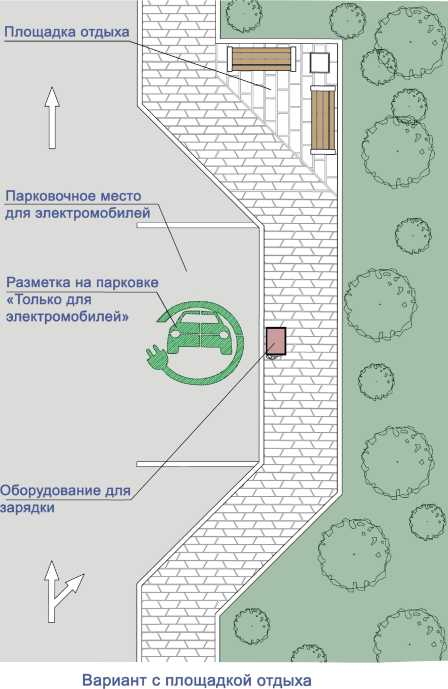 Площадка отдыха
Парковочное место
для электромобилей
Разметка на парковке
«Только для
электромобилей»
Оборудование для
зарядки
Вариант с площадкой отдыха